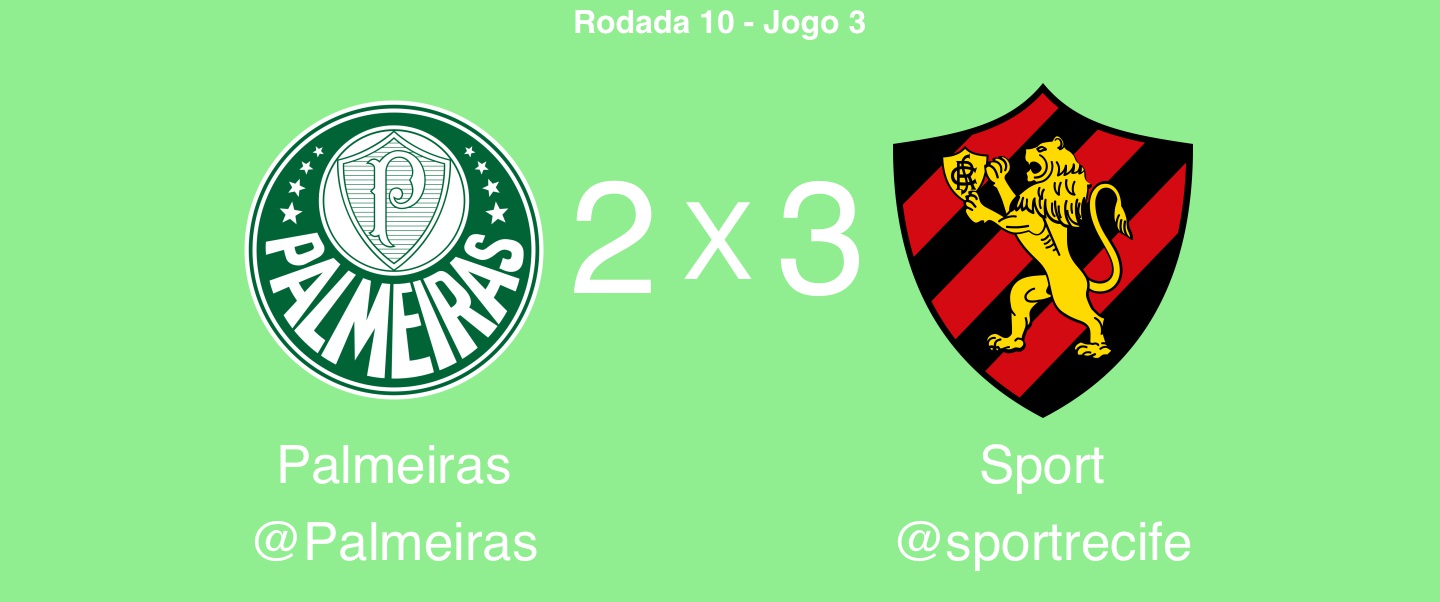 Rodada 10 - Jogo 3
P
PALMEIRAS
2 x 3
Palmeiras
Sport
@Palmeiras
@sportrecife